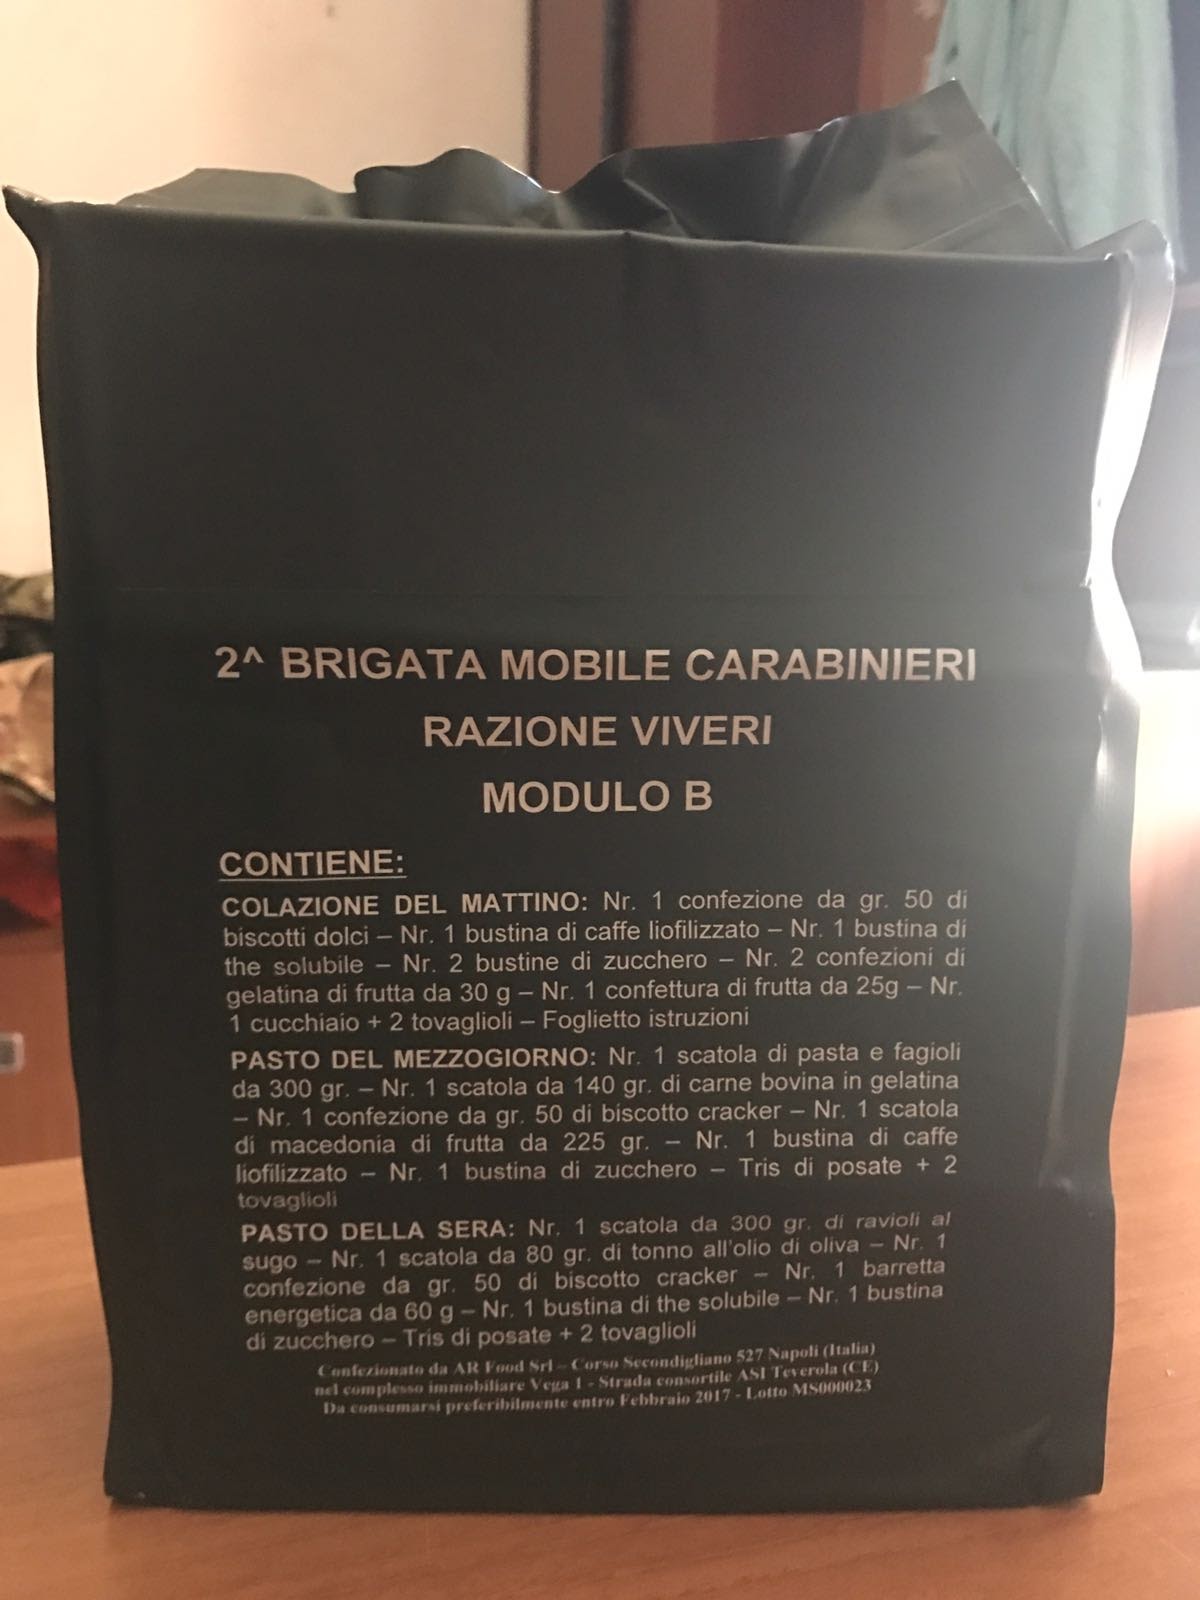 2^ BRIGATA MOBILE CARABINIERI
RAZIONE VIVERI
MODULO B
CONTIENE:
COLAZIONE DEL MATTINO: Nr. 1 confezione da gr. 50 di
biscotti dolci – Nr. 1 bustina di caffe liofilizzato – Nr. 1 bustina di
the solubile – Nr. 2 bustine di zucchero – Nr. 2 confezioni di
gelatina di frutta da 30 g – Nr. 1 confettura di frutta da 25g – Nr.
1 cucchiaio + 2 tovaglioli – Foglietto istruzioni
PASTO DEL MEZZOGIORNO: Nr. 1 scatola di pasta e fagioli
da 300 gr. – Nr. 1 scatola da 140 gr. di carne bovina in gelatina
– Nr. 1 confezione da gr. 50 di biscotto cracker – Nr. 1 scatola
di macedonia di frutta da 225 gr. – Nr. 1 bustina di caffe
liofilizzato – Nr. 1 bustina di zucchero – Tris di posate + 2
tovaglioli
PASTO DELLA SERA: Nr. 1 scatola da 300 gr. di ravioli al
sugo – Nr. 1 scatola da 80 gr. di tonno all'olio di oliva – Nr. 1
confezione da gr. 50 di biscotto cracker – Nr. 1 barretta
energetica da 60 g – Nr. 1 bustina di the solubile – Nr. 1 bustina
di zucchero – Tris di posate + 2 tovaglioli
Confezionato da AR Food Srl – Corso Secondigliano 527 Napoli (Italia)
nel complesso immobiliare Vega 1 - Strada consortile ASI Teverola (CE)
Da consumarsi preferibilmente entro Febbraio 2017 - Lotto MS000023